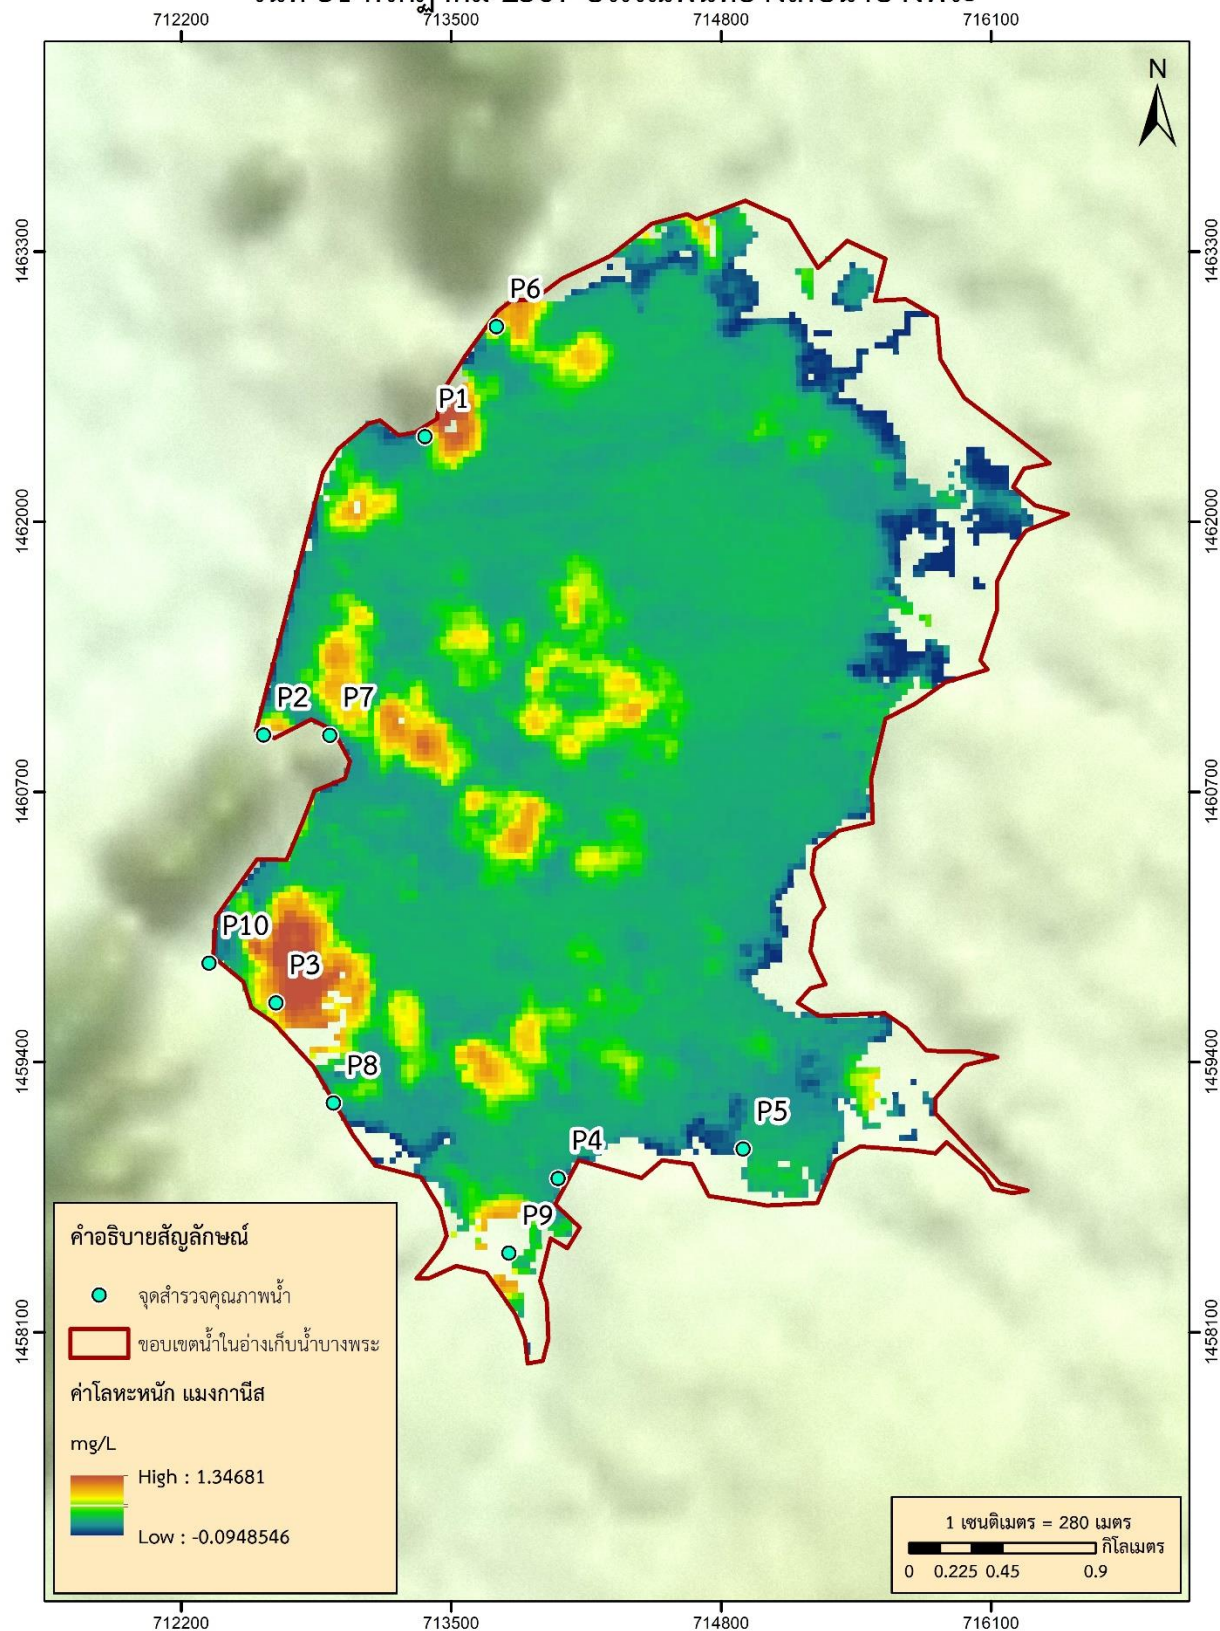 712200 713500 714800 716100
N
1463300 1463300
P6
P1
1462000 1462000
P2 P7
1460700 1460700
P10
P3
1459400 1459400
P8
P5
P4
P9
คำอธิบายสัญลักษณ์
จุดสำรวจคุณภาพน้ำ
ขอบเขตน้ำในอ่างเก็บน้ำบางพระ
1458100 1458100
ค่าโลหะหนัก แมงกานีส
mg/L
High : 1.34681
Low : -0.0948546
1 เซนติเมตร = 280 เมตร
กิโลเมตร
0 0.225 0.45 0.9
712200 713500 714800 716100